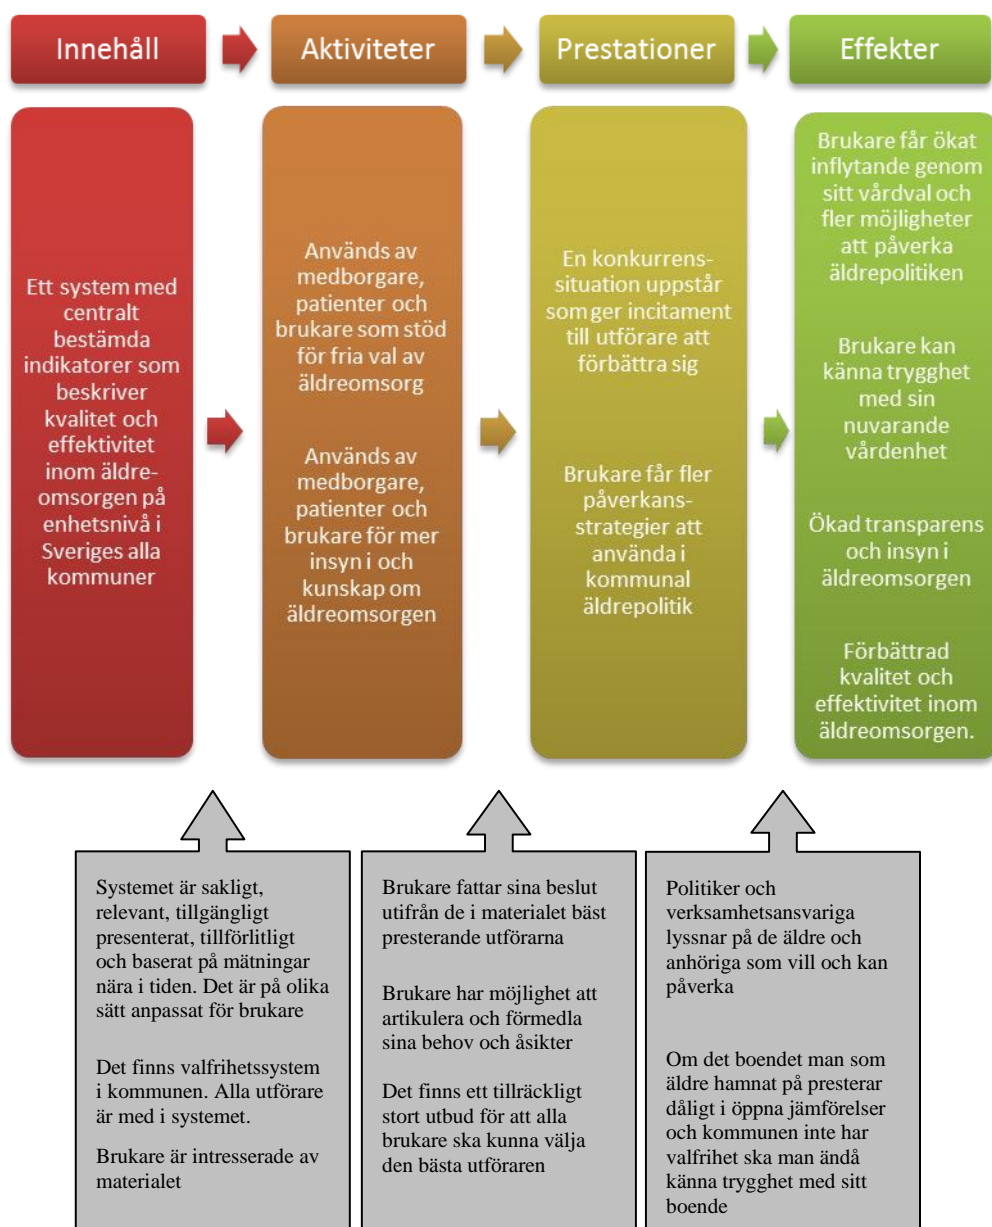 Innehåll
Aktiviteter
Prestationer
Effekter
Ett system med
centralt
bestämda
indikatorer som
beskriver
kvalitet och
effektivitet
inom äldre-
omsorgen på
enhetsnivå i
Sveriges alla
kommuner
Används av
medborgare,
patienter och
brukare som stöd
för fria val av
äldreomsorg
Används av
medborgare,
patienter och
brukare för mer
insyn i och
kunskap om
äldreomsorgen
En konkurrens-
situation uppstår
som ger incitament
till utförare att
förbättra sig
Brukare får fler
påverkans-
strategier att
använda i
kommunal
äldrepolitik
Brukare får ökat
inflytande genom
sitt vårdval och
fler möjligheter
att påverka
äldrepolitiken
Brukare kan
känna trygghet
med sin
nuvarande
vårdenhet
Ökad transparens
och insyn i
äldreomsorgen
Förbättrad
kvalitet och
effektivitet inom
äldreomsorgen.
Systemet är sakligt,
relevant, tillgängligt
presenterat, tillförlitligt
och baserat på mätningar
nära i tiden. Det är på olika
sätt anpassat för brukare
Det finns valfrihetssystem
i kommunen. Alla utförare
är med i systemet.
Brukare är intresserade av
materialet
Brukare fattar sina beslut
utifrån de i materialet bäst
presterande utförarna
Brukare har möjlighet att
artikulera och förmedla
sina behov och åsikter
Det finns ett tillräckligt
stort utbud för att alla
brukare ska kunna välja
den bästa utföraren
Politiker och
verksamhetsansvariga
lyssnar på de äldre och
anhöriga som vill och kan
påverka
Om det boendet man som
äldre hamnat på presterar
dåligt i öppna jämförelser
och kommunen inte har
valfrihet ska man ändå
känna trygghet med sitt
boende